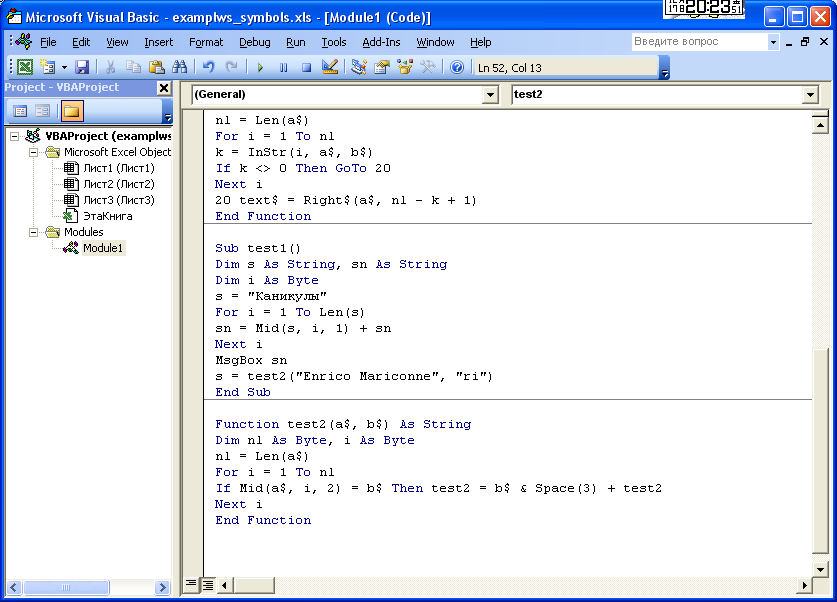 Microsoft Visual Basic - examplws_symbols.xls - [Module1 (Code)]
20:23
File Edit View Insert Format Debug Run Tools Add-Ins Window Help
Введите вопрос
Ln 52, Col 13
Project - VBAProject
VBAProject (examplws
Microsoft Excel Object
Лист1 (Лист1)
Лист2 (Лист2)
Лист3 (Лист3)
ЭтаКнига
Modules
Module1
(General)
test2
nl = Len(a$)
For i = 1 To nl
k = InStr(i, a$, b$)
If k <> 0 Then GoTo 20
Next i
20 text$ = Right$(a$, nl - k + 1)
End Function
Sub test1()
Dim s As String, sn As String
Dim i As Byte
s = "Каникулы"
For i = 1 To Len(s)
sn = Mid(s, i, 1) + sn
Next i
MsgBox sn
s = test2("Enrico Mariconne", "ri")
End Sub
Function test2(a$, b$) As String
Dim nl As Byte, i As Byte
nl = Len(a$)
For i = 1 To nl
If Mid(a$, i, 2) = b$ Then test2 = b$ & Space(3) + test2
Next i
End Function